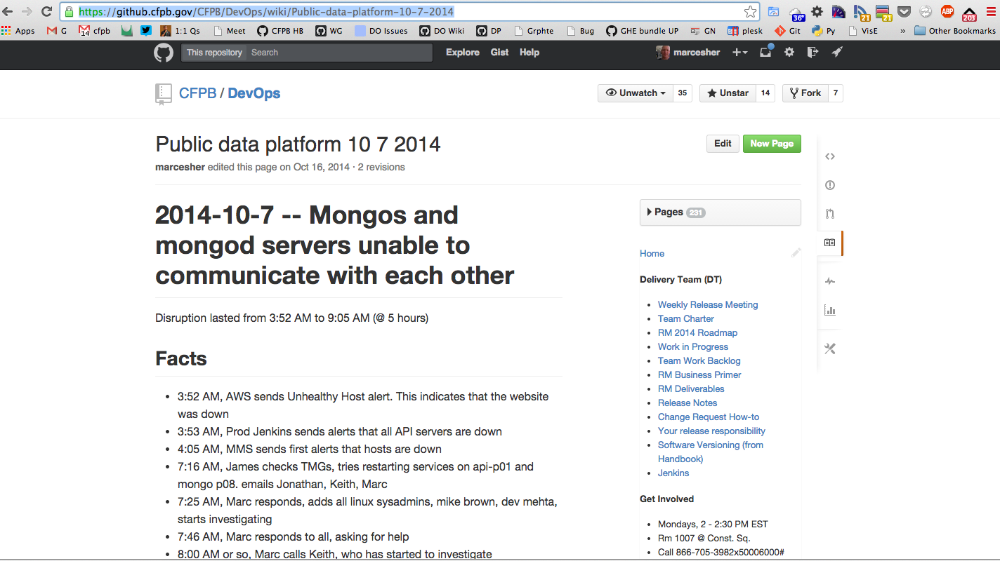 https://github.cfpb.gov/CFPB/DevOps/wiki/Public-data-platform-10-7-2014
36° 21 21 ABP 203
Apps G 14 cfpb 1:1 Qs Meet CFPB HB WG DO Issues DO Wiki DP Grphte Bug GHE bundle UP GN plesk Git Py VisE » Other Bookmarks
This repository Search Explore Gist Help marcesher
CFPB / DevOps
Unwatch 35 Unstar 14 Fork 7
Public data platform 10 7 2014
Edit New Page
marcesher edited this page on Oct 16, 2014 · 2 revisions
2014-10-7 -- Mongos and
mongod servers unable to
communicate with each other
Disruption lasted from 3:52 AM to 9:05 AM (@ 5 hours)
Facts
• 3:52 AM, AWS sends Unhealthy Host alert. This indicates that the website
was down
• 3:53 AM, Prod Jenkins sends alerts that all API servers are down
• 4:05 AM, MMS sends first alerts that hosts are down
• 7:16 AM, James checks TMGs, tries restarting services on api-p01 and
mongo p08. emails Jonathan, Keith, Marc
• 7:25 AM, Marc responds, adds all linux sysadmins, mike brown, dev mehta,
starts investigating
• 7:46 AM, Marc responds to all, asking for help
• 8:00 AM or so, Marc calls Keith, who has started to investigate
Pages 231
Home
Delivery Team (DT)
• Weekly Release Meeting
• Team Charter
• RM 2014 Roadmap
• Work in Progress
• Team Work Backlog
• RM Business Primer
• RM Deliverables
• Release Notes
• Change Request How-to
• Your release responsibility
• Software Versioning (from
Handbook)
• Jenkins
Get Involved
• Mondays, 2 - 2:30 PM EST
• Rm 1007 @ Const. Sq.
• Call 866-705-3982x50006000#